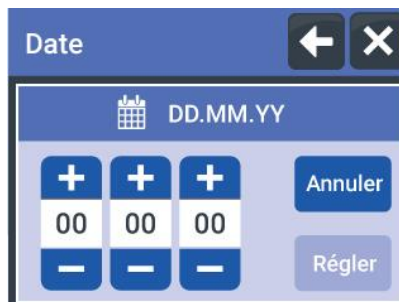 Date
DD.MM.YY
+ + +
00 00 00 Annuler
− − − Régler